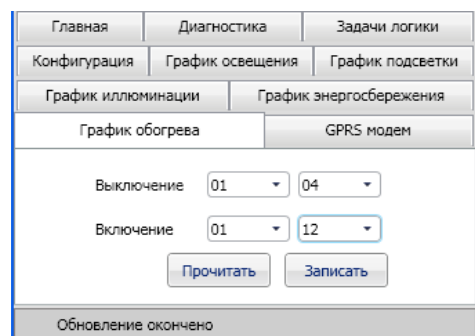 Главная Диагностика Задачи логики
Конфигурация График освещения График подсветки
График иллюминации График энергосбережения
График обогрева GPRS модем
Выключение 01 04
Включение 01 12
Прочитать Записать
Обновление окончено